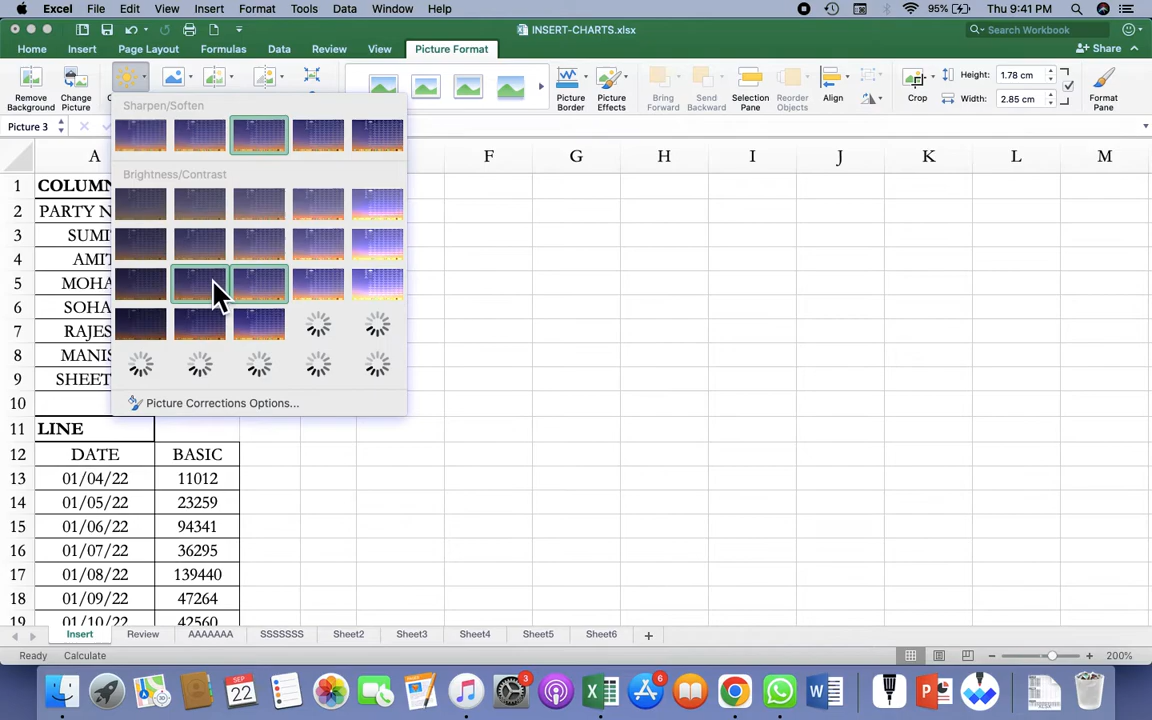 Excel File Edit View Insert Format Tools Data Window Help 95% Thu 9:41 PM
INSERT-CHARTS.xlsx Search Workbook
Home Insert Page Layout Formulas Data Review View Picture Format Share
Remove Background Change Picture Picture Border Picture Effects Bring Forward Send Backward Selection Pane Reorder Objects Align Crop Height: 1.78 cm Width: 2.85 cm Format Pane
Picture 3
Sharpen/Soften
Brightness/Contrast
Picture Corrections Options...
A F G H I J K L M
1 COLUMN
2 PARTY N
3 SUMI
4 AMI
5 MOHA
6 SOHA
7 RAJES
8 MANIS
9 SHEET
10
11 LINE
12 DATE BASIC
13 01/04/22 11012
14 01/05/22 23259
15 01/06/22 94341
16 01/07/22 36295
17 01/08/22 139440
18 01/09/22 47264
19 01/10/22 42560
Insert Review AAAAAAA SSSSSSS Sheet2 Sheet3 Sheet4 Sheet5 Sheet6
Ready Calculate 200%
SEP 22 3 6